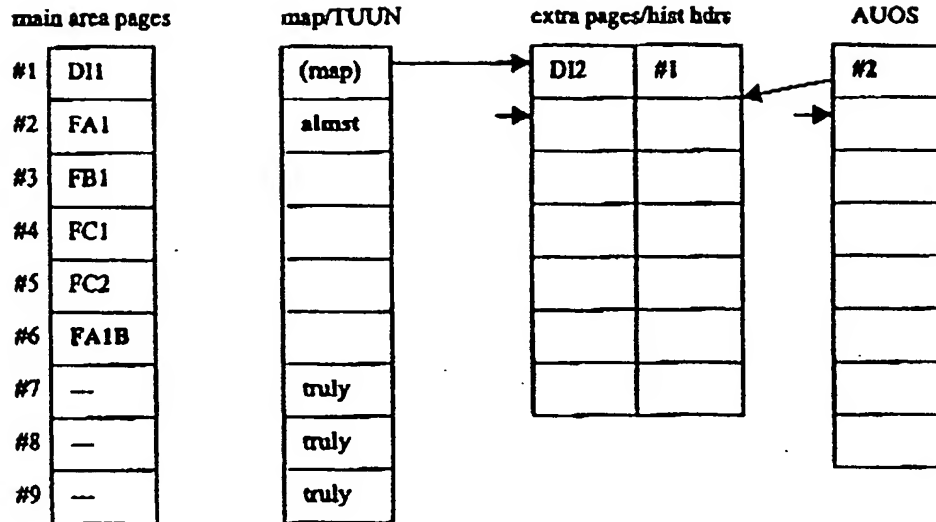 main area pages map/TUUN extra pages/hist hdrs AUOS
#1 DI1 (map) DI2 #1 #2
#2 FA1 almst
#3 FB1
#4 FC1
#5 FC2
#6 FA1B
#7 — truly
#8 — truly
#9 — truly